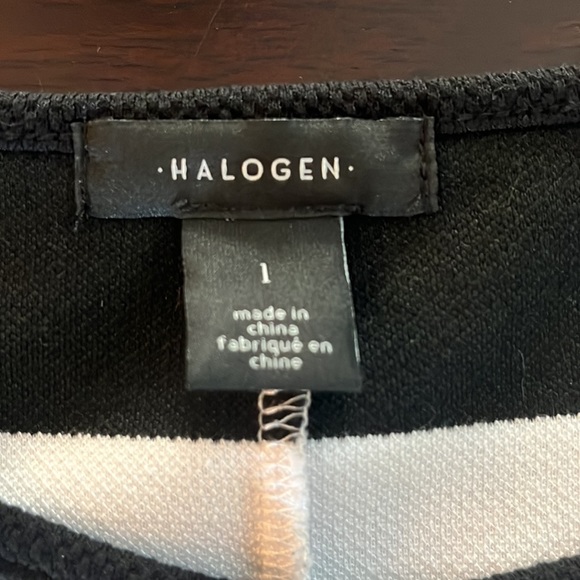 ·HALOGEN·
1
made in
china
fabriqué en
chine